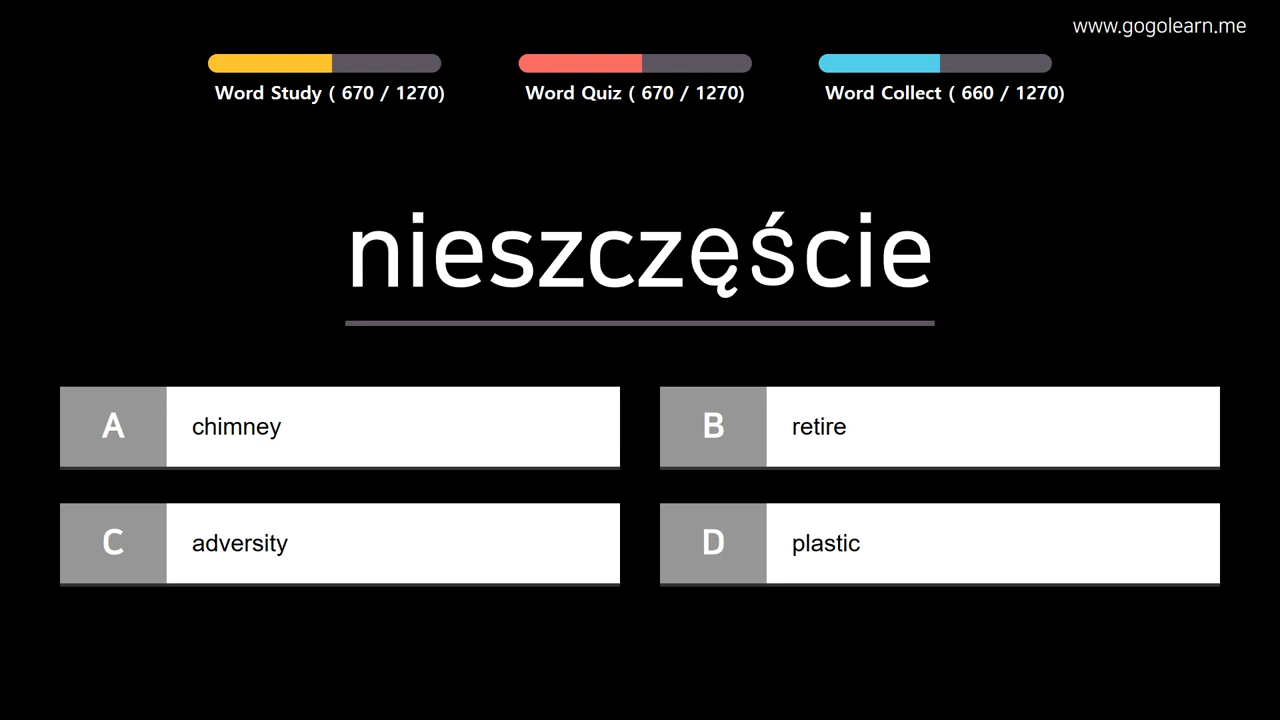 www.gogolearn.me
Word Study ( 670 / 1270)
Word Quiz ( 670 / 1270)
Word Collect ( 660 / 1270)
nieszczęście
A chimney
B retire
C adversity
D plastic